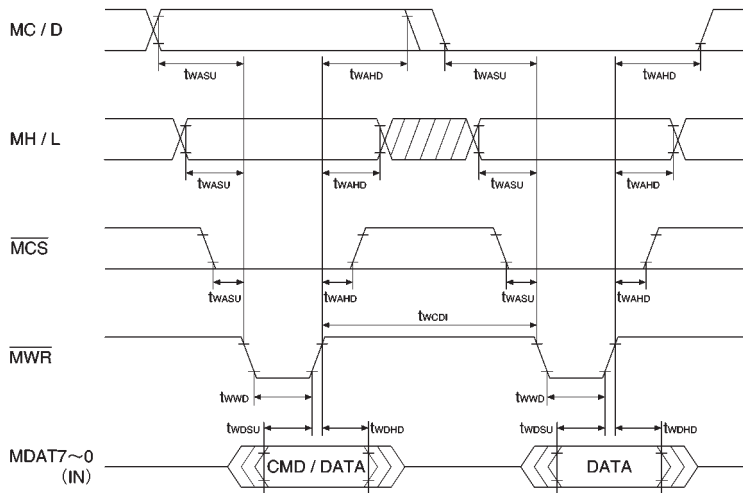 MC / D
tWASU tWAHD tWASU tWAHD
MH / L
tWASU tWAHD tWASU tWAHD
MCS
tWASU tWAHD tWASU tWAHD
tWCDI
MWR
tWWD tWWD
tWDSU tWDHD tWDSU tWDHD
MDAT7～0 CMD / DATA DATA
(IN)